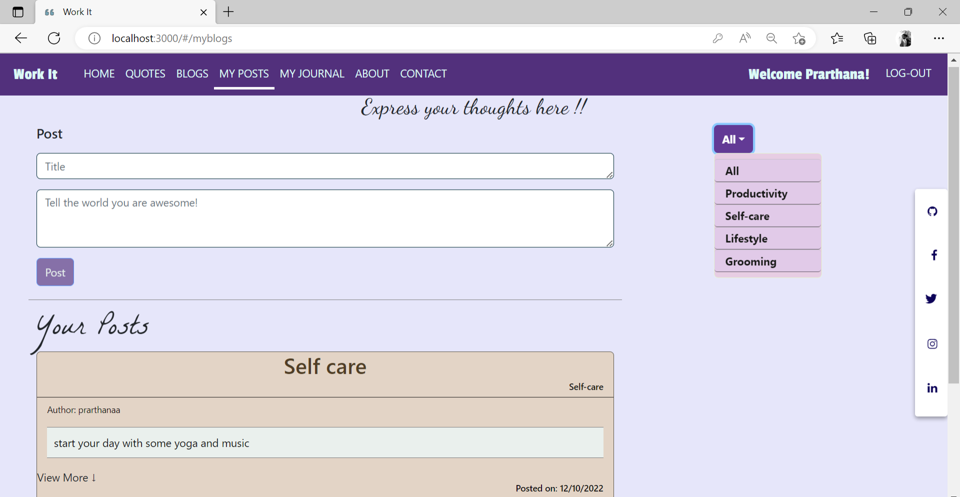 Work It
localhost:3000/#/myblogs
Work It HOME QUOTES BLOGS MY POSTS MY JOURNAL ABOUT CONTACT Welcome Prarthana! LOG-OUT
Express your thoughts here !!
Post
Title
Tell the world you are awesome!
Post
All
All
Productivity
Self-care
Lifestyle
Grooming
Your Posts
Self care
Self-care
Author: prarthanaa
start your day with some yoga and music
View More ↓
Posted on: 12/10/2022